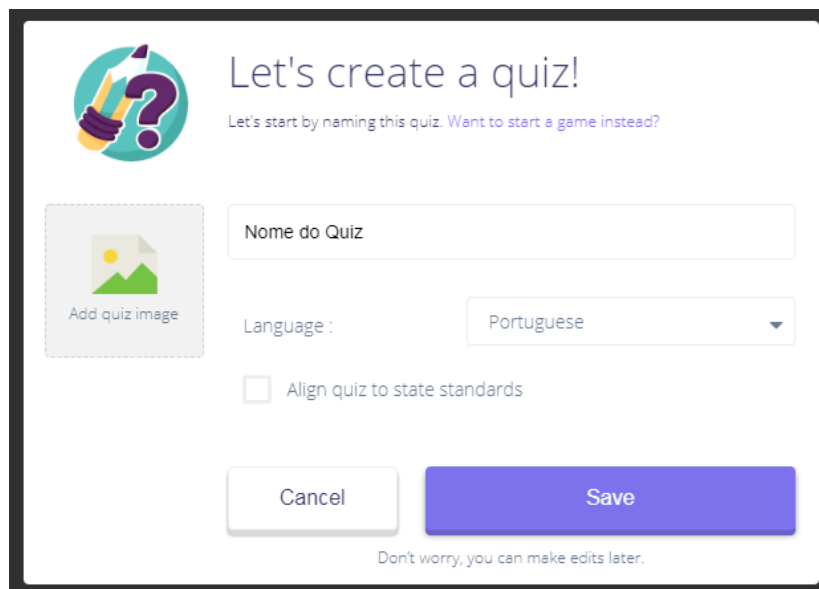 Let's create a quiz!
Let's start by naming this quiz. Want to start a game instead?
Nome do Quiz
Add quiz image
Language :
Portuguese
Align quiz to state standards
Cancel
Save
Don't worry, you can make edits later.